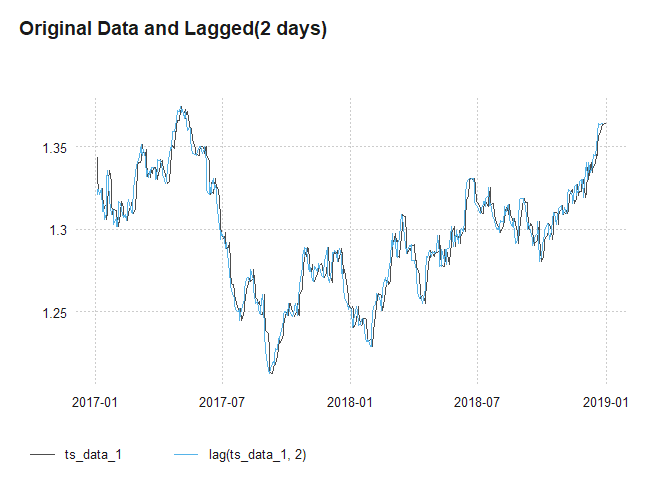 Original Data and Lagged(2 days)
1.35
1.3
1.25
2017-01 2017-07 2018-01 2018-07 2019-01
ts_data_1 lag(ts_data_1, 2)